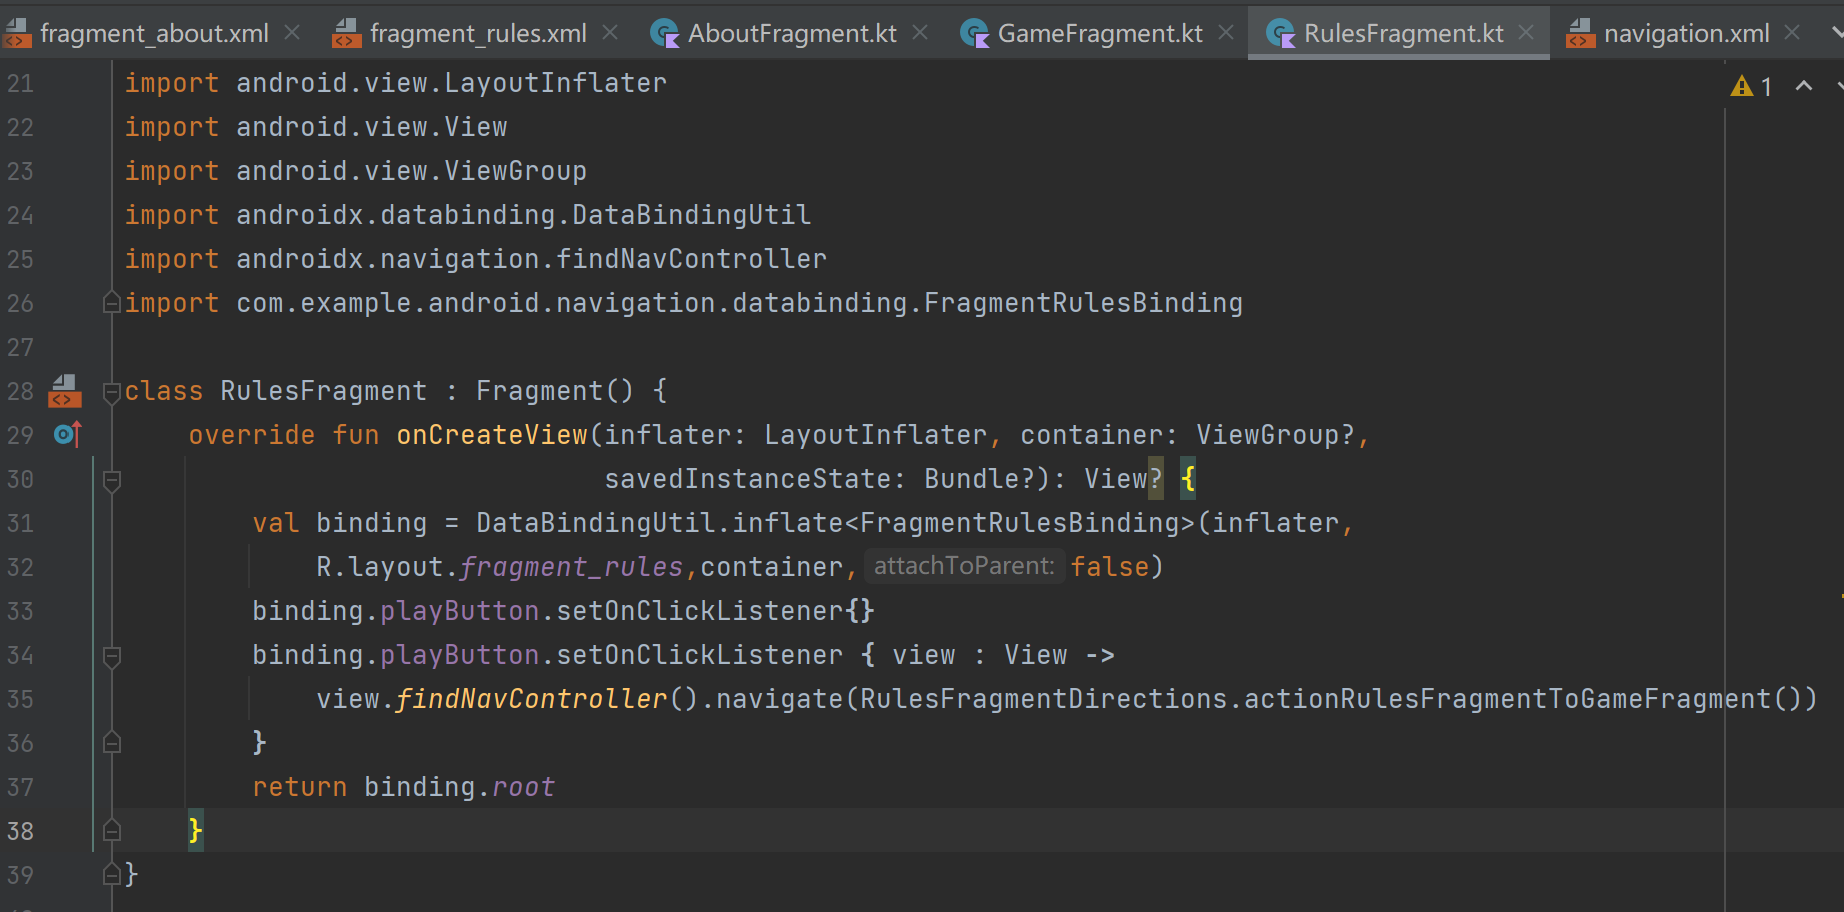 fragment_about.xml fragment_rules.xml AboutFragment.kt GameFragment.kt RulesFragment.kt navigation.xml
21 import android.view.LayoutInflater 1
22 import android.view.View
23 import android.view.ViewGroup
24 import androidx.databinding.DataBindingUtil
25 import androidx.navigation.findNavController
26 import com.example.android.navigation.databinding.FragmentRulesBinding
27
28 class RulesFragment : Fragment() {
29 override fun onCreateView(inflater: LayoutInflater, container: ViewGroup?,
30 savedInstanceState: Bundle?): View? {
31 val binding = DataBindingUtil.inflate<FragmentRulesBinding>(inflater,
32 R.layout.fragment_rules,container, attachToParent: false)
33 binding.playButton.setOnClickListener{}
34 binding.playButton.setOnClickListener { view : View ->
35 view.findNavController().navigate(RulesFragmentDirections.actionRulesFragmentToGameFragment())
36 }
37 return binding.root
38 }
39 }